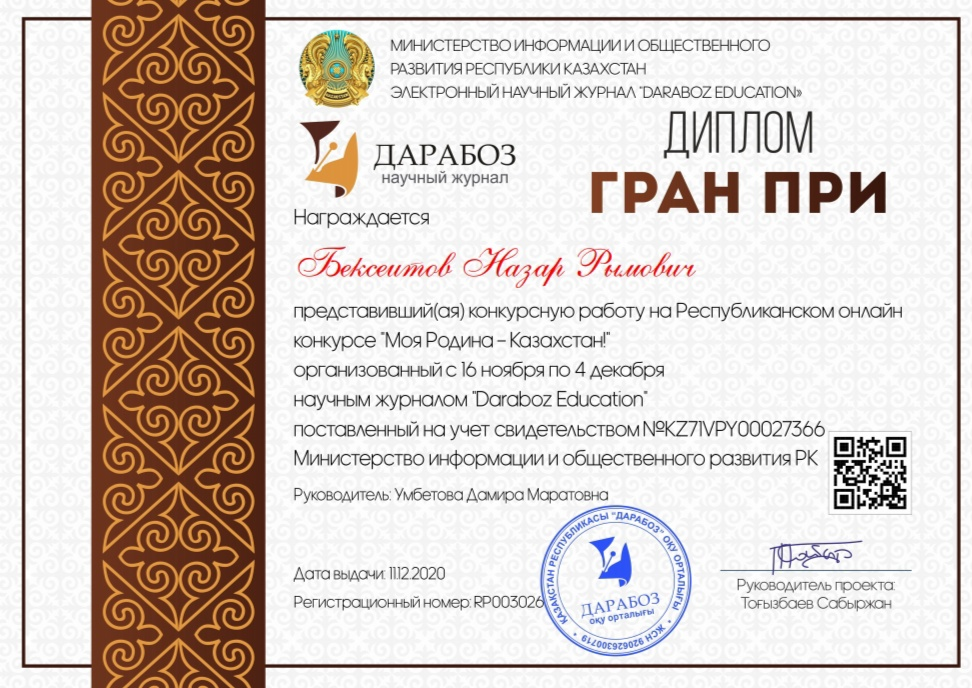 МИНИСТЕРСТВО ИНФОРМАЦИИ И ОБЩЕСТВЕННОГО
РАЗВИТИЯ РЕСПУБЛИКИ КАЗАХСТАН
ЭЛЕКТРОННЫЙ НАУЧНЫЙ ЖУРНАЛ "DARABOZ EDUCATION»
ДИПЛОМ
ГРАН ПРИ
ДАРАБОЗ
научный журнал
Награждается
Бексеитов Назар Рымович
представивший(ая) конкурсную работу на Республиканском онлайн
конкурсе "Моя Родина – Казахстан!"
организованный с 16 ноября по 4 декабря
научным журналом "Daraboz Education"
поставленный на учет свидетельством №KZ71VPY00027366
Министерство информации и общественного развития РК
Руководитель: Умбетова Дамира Маратовна
Дата выдачи: 11.12.2020
Регистрационный номер: RP003026
ҚАЗАҚСТАН РЕСПУБЛИКАСЫ "ДАРАБОЗ" ОҚУ ОРТАЛЫҒЫ
ЖСН 920626300719
ДАРАБОЗ
оқу орталығы
Руководитель проекта:
Тоғызбаев Сабыржан